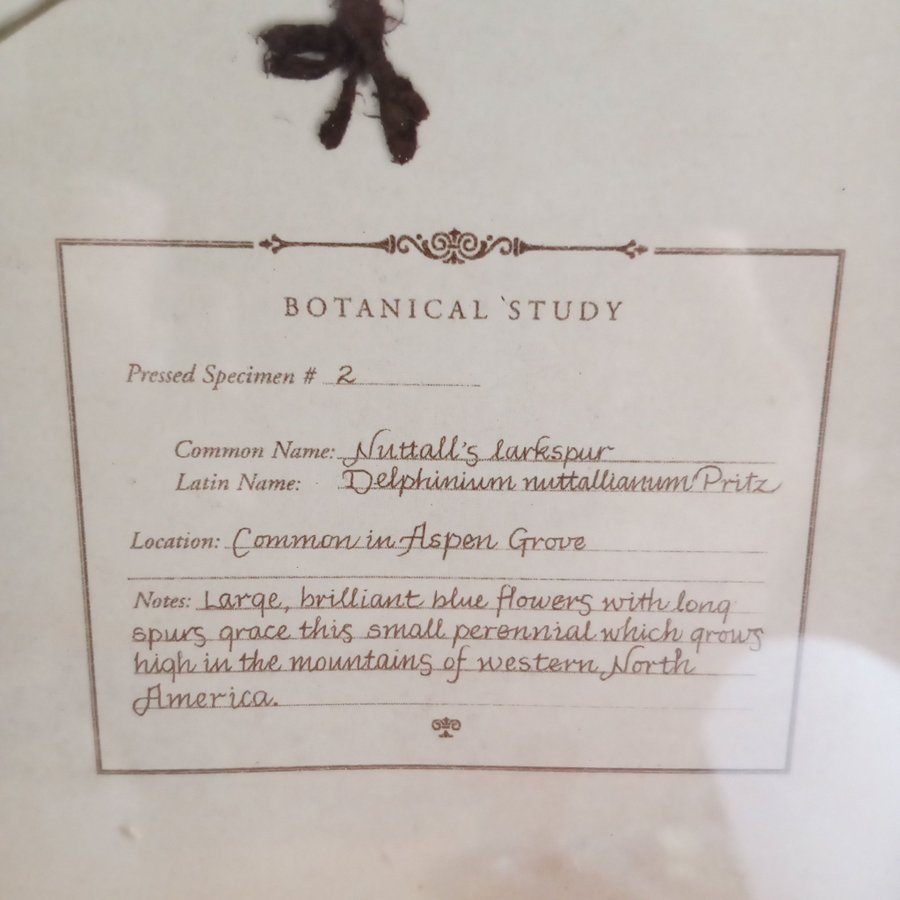 BOTANICAL STUDY
Pressed Specimen # 2
Common Name: Nuttall's larkspur
Latin Name: Delphinium nuttallianum Pritz
Location: Common in Aspen Grove
Notes: Large, brilliant blue flowers with long
spurs grace this small perennial which grows
high in the mountains of western North
America.